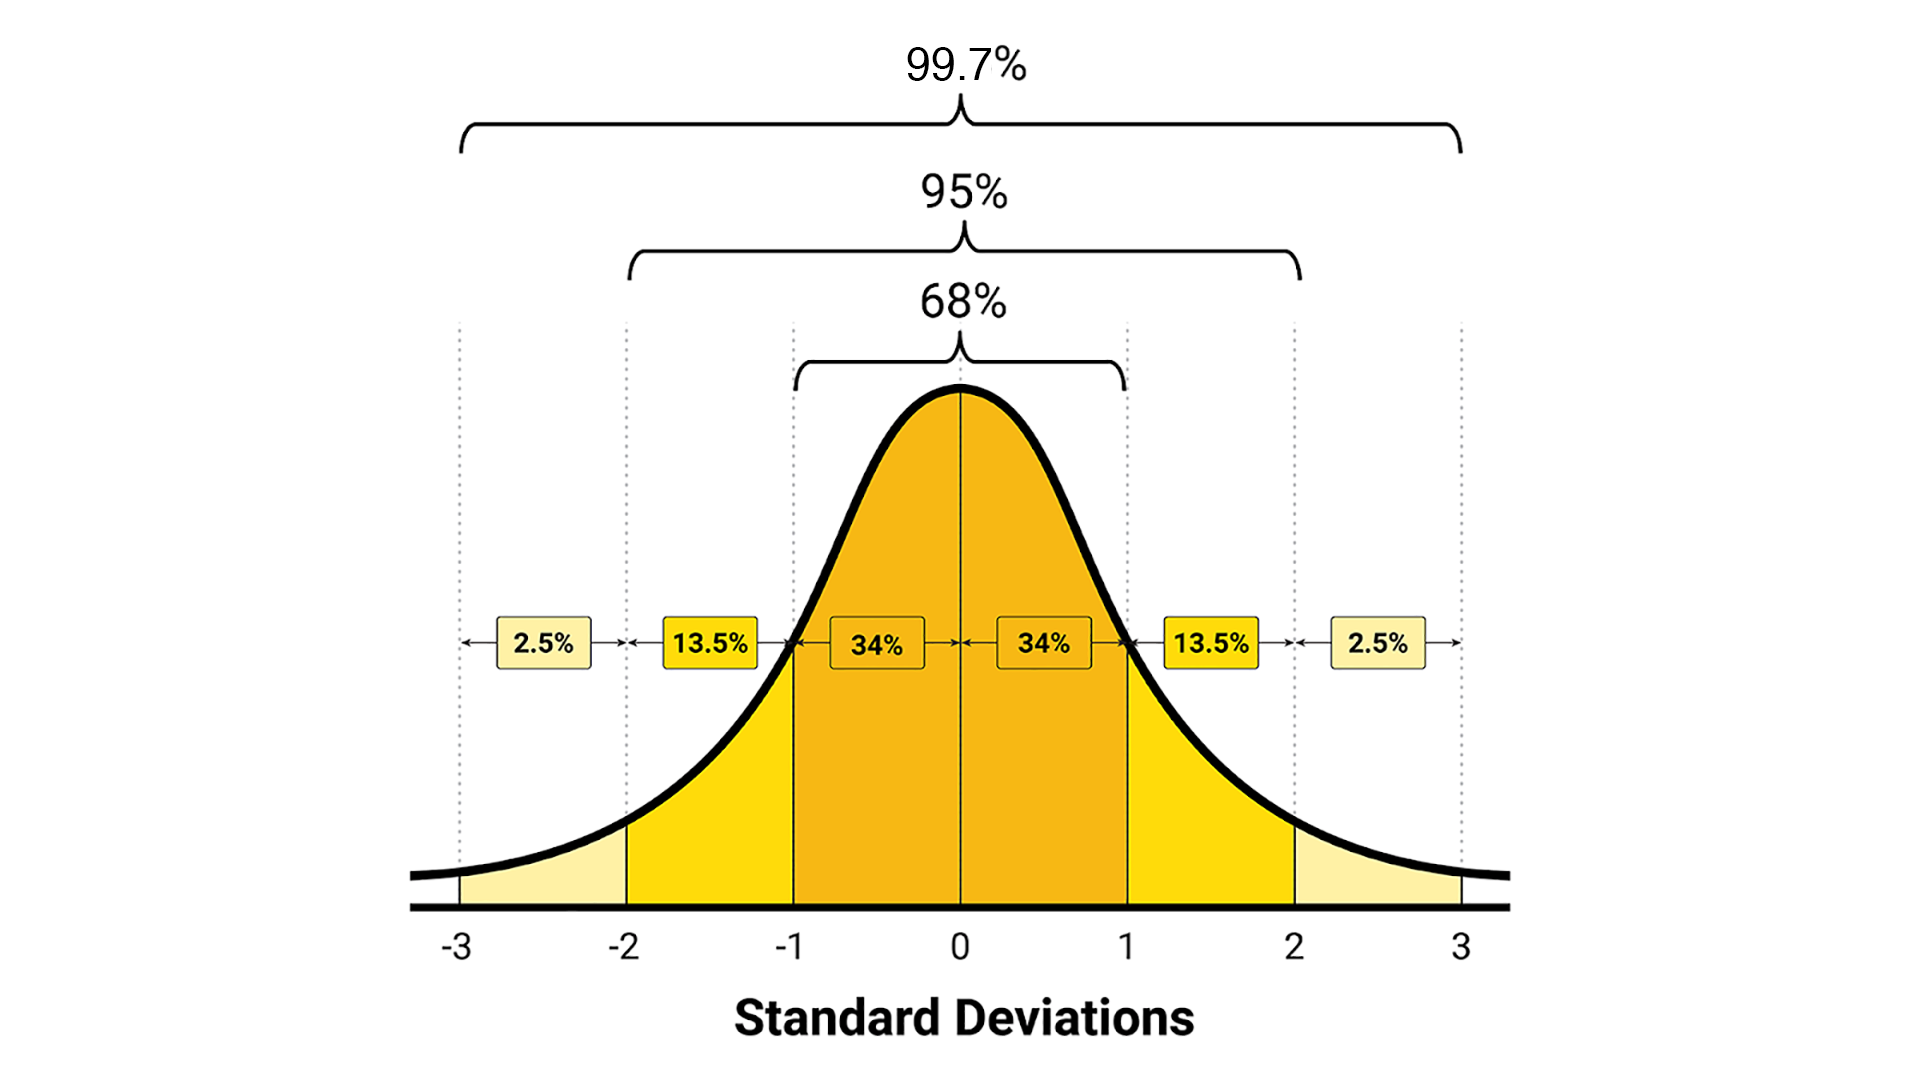 99.7%
95%
68%
2.5% 13.5% 34% 34% 13.5% 2.5%
-3 -2 -1 0 1 2 3
Standard Deviations